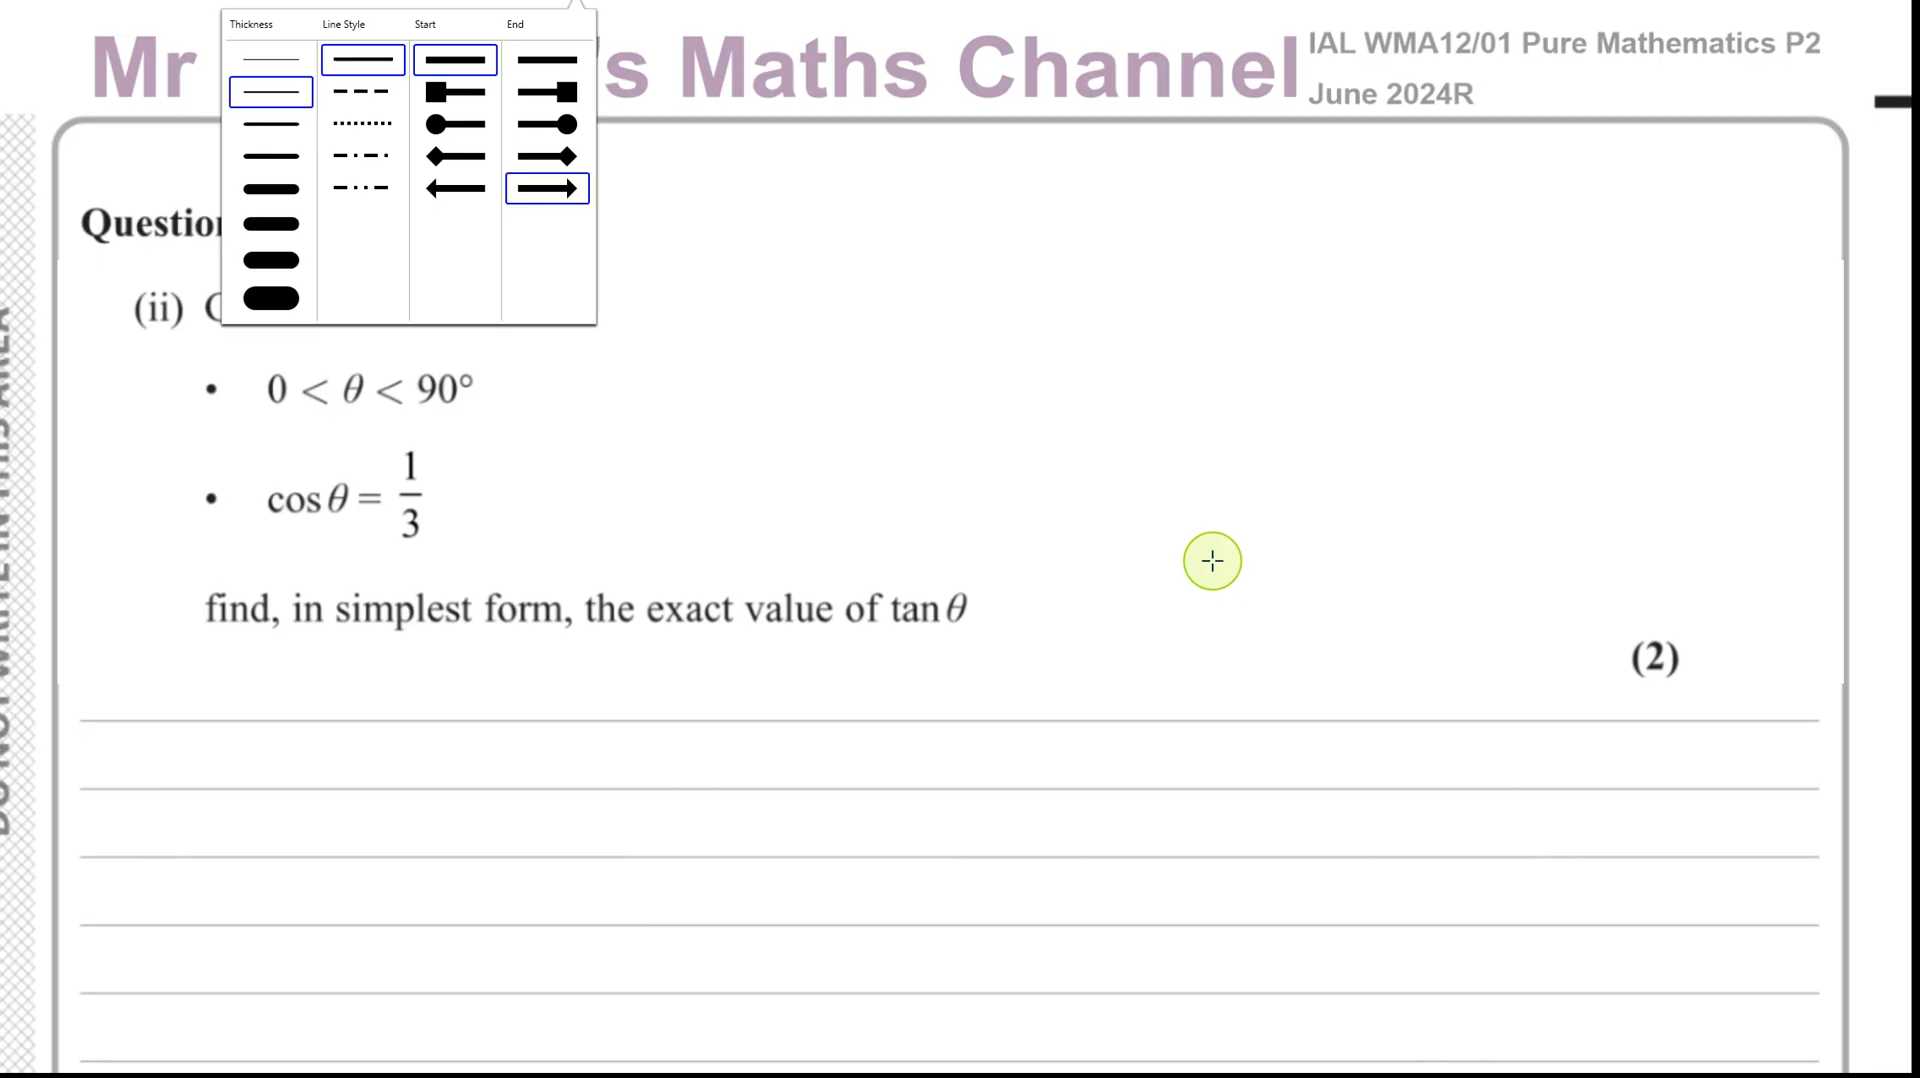 Thickness Line Style Start End
Mr 's Maths Channel
IAL WMA12/01 Pure Mathematics P2
June 2024R
(ii)
• 0 < θ < 90°
• cos θ = 1/3
find, in simplest form, the exact value of tan θ
(2)